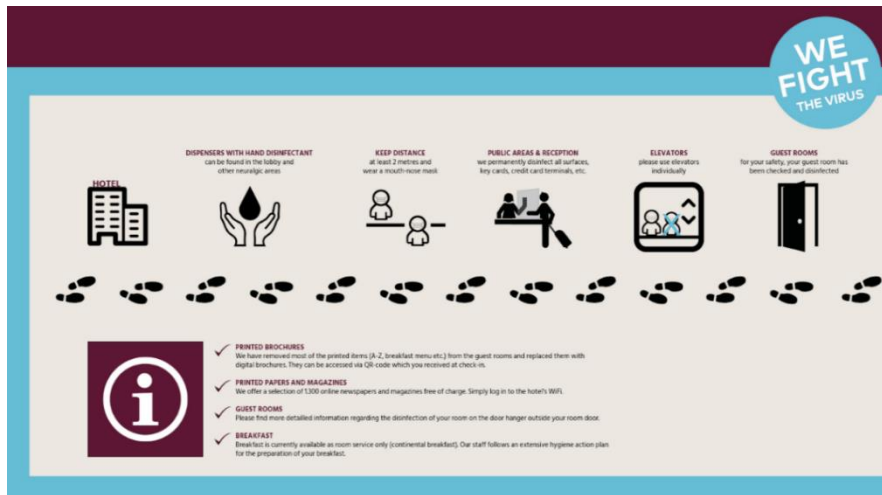 WE
FIGHT
THE VIRUS
HOTEL
DISPENSERS WITH HAND DISINFECTANT
can be found in the lobby and
other neuralgic areas
KEEP DISTANCE
at least 2 metres and
wear a mouth-nose mask
PUBLIC AREAS & RECEPTION
we permanently disinfect all surfaces,
key cards, credit card terminals, etc.
ELEVATORS
please use elevators
individually
GUEST ROOMS
for your safety, your guest room has
been checked and disinfected
PRINTED BROCHURES
We have removed most of the printed items (A-Z, breakfast menu etc.) from the guest rooms and replaced them with
digital brochures. They can be accessed via QR-code which you received at check-in.
PRINTED PAPERS AND MAGAZINES
We offer a selection of 1300 online newspapers and magazines free of charge. Simply log in to the hotel's WiFi.
GUEST ROOMS
Please find more detailled information regarding the disinfection of your room on the door hanger outside your room door.
BREAKFAST
Breakfast is currently available as room service only (continental breakfast). Our staff follows an extensive hygiene action plan
for the preparation of your breakfast.